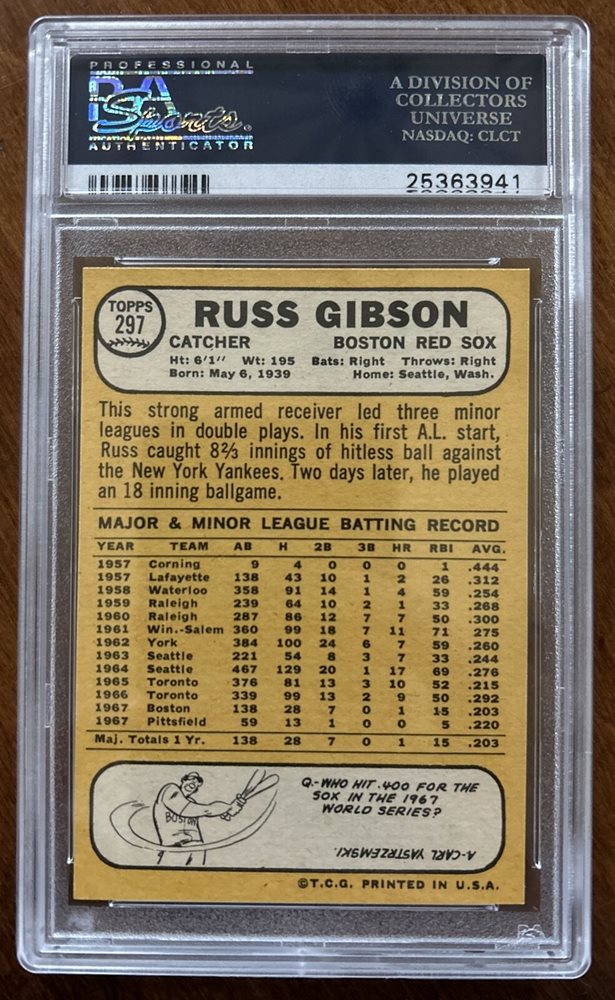 PROFESSIONAL
PSA
Sports
AUTHENTICATOR
A DIVISION OF
COLLECTORS
UNIVERSE
NASDAQ: CLCT
25363941
TOPPS
297
RUSS GIBSON
CATCHER BOSTON RED SOX
Ht: 6'1" Wt: 195 Bats: Right Throws: Right
Born: May 6, 1939 Home: Seattle, Wash.
This strong armed receiver led three minor
leagues in double plays. In his first A.L. start,
Russ caught 8⅔ innings of hitless ball against
the New York Yankees. Two days later, he played
an 18 inning ballgame.
MAJOR & MINOR LEAGUE BATTING RECORD
YEAR TEAM AB H 2B 3B HR RBI AVG.
1957 Corning 9 4 0 0 0 1 .444
1957 Lafayette 138 43 10 1 2 26 .312
1958 Waterloo 358 91 14 1 4 59 .254
1959 Raleigh 239 64 10 2 1 33 .268
1960 Raleigh 287 86 12 7 7 50 .300
1961 Win.-Salem 360 99 18 7 11 71 .275
1962 York 384 100 24 6 7 59 .260
1963 Seattle 221 54 8 3 7 33 .244
1964 Seattle 467 129 20 1 17 69 .276
1965 Toronto 376 81 13 3 10 52 .215
1966 Toronto 339 99 13 2 9 50 .292
1967 Boston 138 28 7 0 1 15 .203
1967 Pittsfield 59 13 1 0 0 5 .220
Maj. Totals 1 Yr. 138 28 7 0 1 15 .203
BOSTON
Q-WHO HIT .400 FOR THE
SOX IN THE 1967
WORLD SERIES?
A-CARL YASTRZEMSKI.
©T.C.G. PRINTED IN U.S.A.
PSA